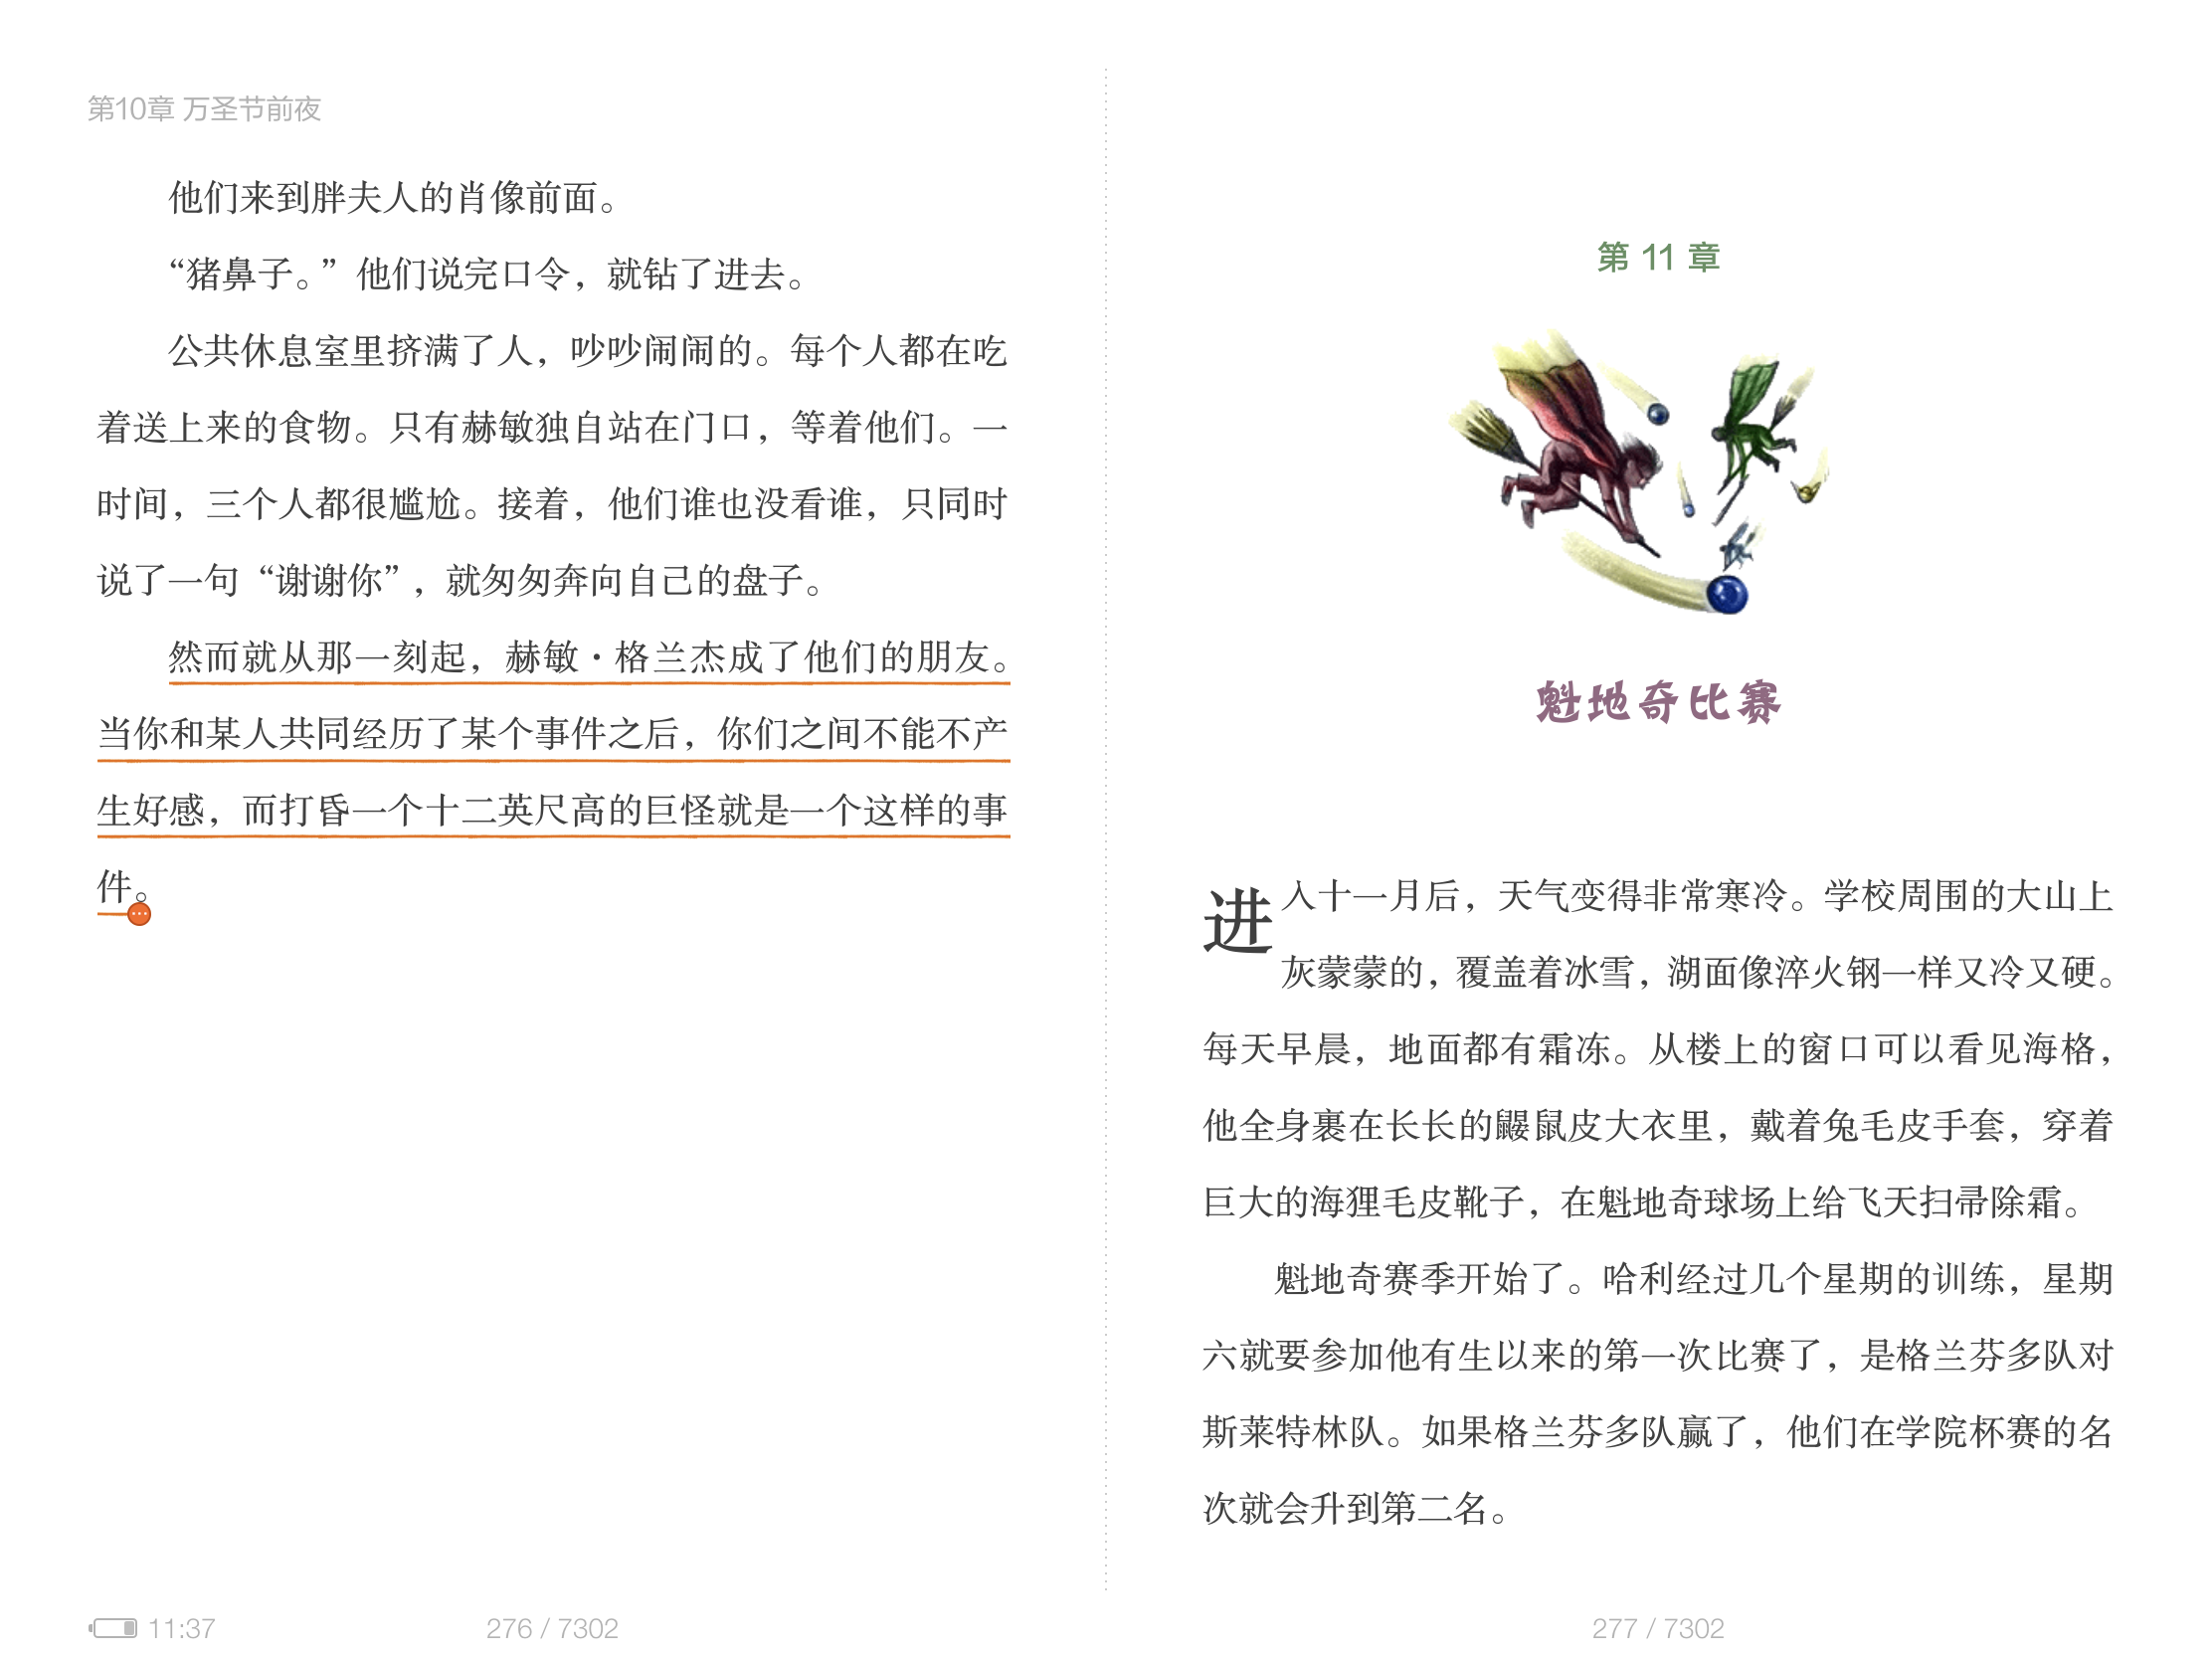 第10章 万圣节前夜
他们来到胖夫人的肖像前面。
“猪鼻子。”他们说完口令，就钻了进去。
公共休息室里挤满了人，吵吵闹闹的。每个人都在吃
着送上来的食物。只有赫敏独自站在门口，等着他们。一
时间，三个人都很尴尬。接着，他们谁也没看谁，只同时
说了一句“谢谢你”，就匆匆奔向自己的盘子。
然而就从那一刻起，赫敏·格兰杰成了他们的朋友。
当你和某人共同经历了某个事件之后，你们之间不能不产
生好感，而打昏一个十二英尺高的巨怪就是一个这样的事
件。
11:37
276 / 7302
第 11 章
魁地奇比赛
进入十一月后，天气变得非常寒冷。学校周围的大山上
灰蒙蒙的，覆盖着冰雪，湖面像淬火钢一样又冷又硬。
每天早晨，地面都有霜冻。从楼上的窗口可以看见海格，
他全身裹在长长的鼹鼠皮大衣里，戴着兔毛皮手套，穿着
巨大的海狸毛皮靴子，在魁地奇球场上给飞天扫帚除霜。
魁地奇赛季开始了。哈利经过几个星期的训练，星期
六就要参加他有生以来的第一次比赛了，是格兰芬多队对
斯莱特林队。如果格兰芬多队赢了，他们在学院杯赛的名
次就会升到第二名。
277 / 7302